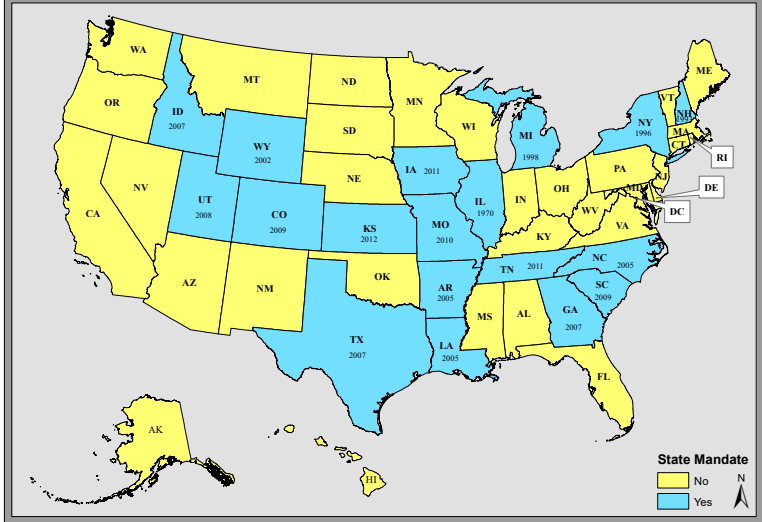 WA
MT
ND
MN
ME
VT
NH
OR
ID
2007
SD
WI
MI
1998
NY
1996
MA
CT
RI
WY
2002
NE
IA 2011
PA
NJ
NV
UT
2008
CO
2009
KS
2012
MO
2010
IL
1970
IN
OH
WV
MD
DE
DC
VA
KY
CA
AZ
NM
OK
AR
2005
TN 2011
NC 2005
SC
2009
TX
2007
LA
2005
MS
AL
GA
2007
FL
AK
HI
State Mandate
No
Yes
N